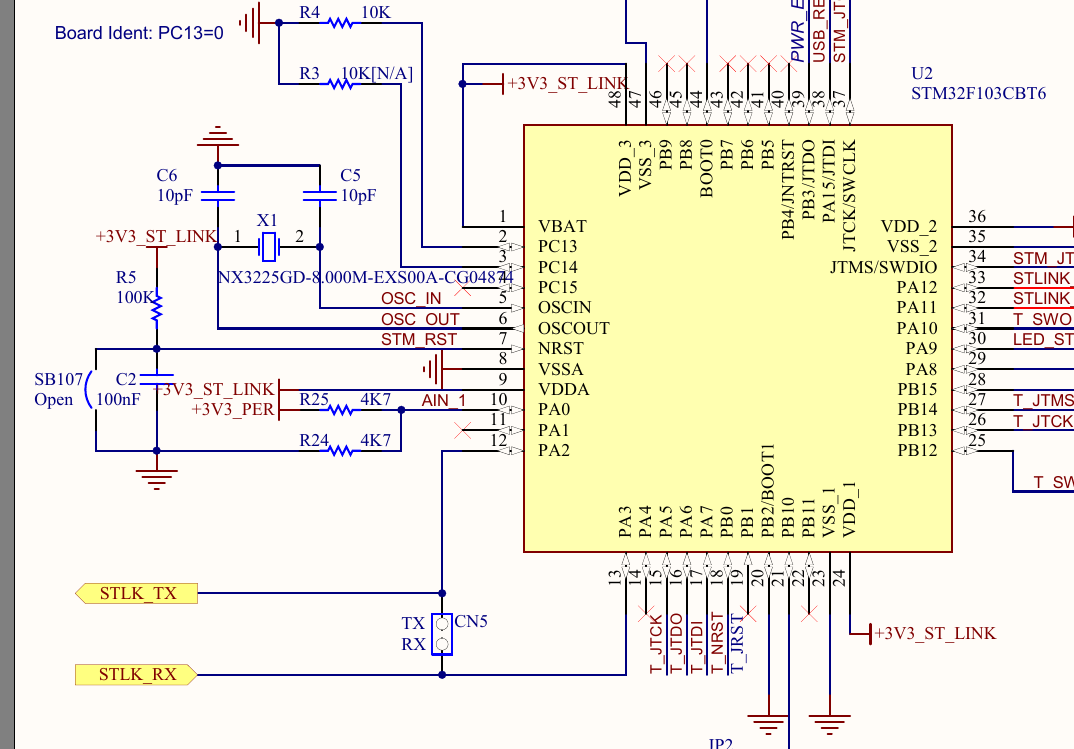 Board Ident: PC13=0
R4 10K
R3 10K[N/A]
+3V3_ST_LINK
PWR_E
USB_RE
STM_JT
48 47 46 45 44 43 42 41 40 39 38 37
U2
STM32F103CBT6
VDD_3
VSS_3
PB9
PB8
BOOT0
PB7
PB6
PB5
PB4/JNTRST
PB3/JTDO
PA15/JTDI
JTCK/SWCLK
C6
10pF
C5
10pF
X1
1 2
NX3225GD-8.000M-EXS00A-CG04874
+3V3_ST_LINK
R5
100K
OSC_IN
OSC_OUT
STM_RST
SB107
Open
C2
100nF
+3V3_ST_LINK
+3V3_PER
R25 4K7
AIN_1
R24 4K7
1 VBAT
2 PC13
3 PC14
4 PC15
5 OSCIN
6 OSCOUT
7 NRST
8 VSSA
9 VDDA
10 PA0
11 PA1
12 PA2
VDD_2 36
VSS_2 35
JTMS/SWDIO 34 STM_JT
PA12 33 STLINK_
PA11 32 STLINK_
PA10 31 T_SWO
PA9 30 LED_ST
PA8 29
PB15 28
PB14 27 T_JTMS
PB13 26 T_JTCK
PB12 25
T_SW
PA3
PA4
PA5
PA6
PA7
PB0
PB1
PB2/BOOT1
PB10
PB11
VSS_1
VDD_1
13 14 15 16 17 18 19 20 21 22 23 24
T_JTCK
T_JTDO
T_JTDI
T_NRST
T_JRST
+3V3_ST_LINK
STLK_TX
TX
RX
CN5
STLK_RX
JP2